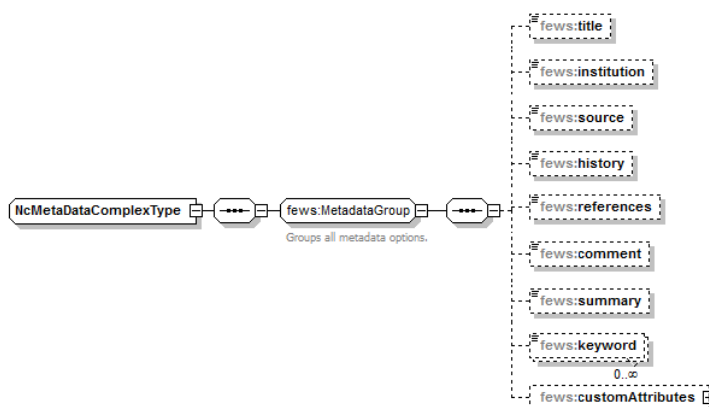 fews:title
fews:institution
fews:source
fews:history
NcMetaDataComplexType
fews:MetadataGroup
Groups all metadata options.
fews:references
fews:comment
fews:summary
fews:keyword
0..∞
fews:customAttributes